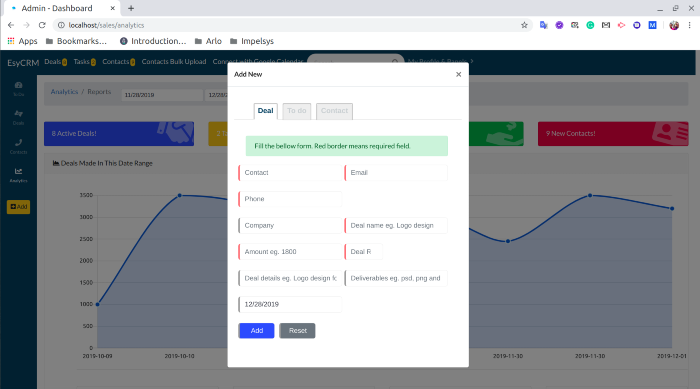 Admin - Dashboard
localhost/sales/analytics
Apps Bookmarks... Introduction... Arlo Impelsys
EsyCRM Deals Tasks Contacts Contacts Bulk Upload Connect with Google Calendar
Add New ×
Analytics / Reports 11/28/2019
Deal To do Contact
8 Active Deals!
9 New Contacts!
Fill the bellow form. Red border means required field.
Deals Made In This Date Range
Contact Email
Phone
Company Deal name eg. Logo design
Amount eg. 1800 Deal R
Deal details eg. Logo design fo Deliverables eg. psd, png and
12/28/2019
Add Reset
Deals
Contacts
Analytics
Add
3500
3000
2500
2000
1500
1000
500
0
2019-10-09 2019-10-10 2019-11-30 2019-11-30 2019-12-01